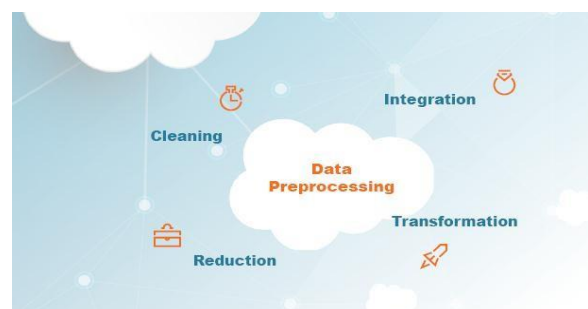 Integration
Cleaning
Data
Preprocessing
Transformation
Reduction